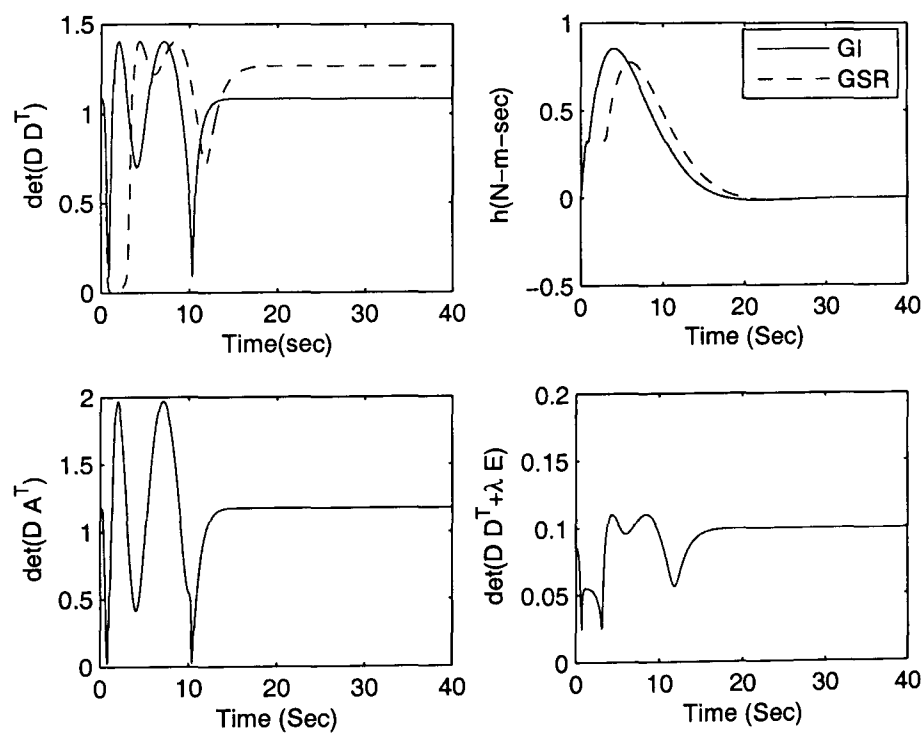 det(D D^T)
1.5
1
0.5
0
0 10 20 30 40
Time(sec)
h(N-m-sec)
1
0.5
0
-0.5
0 10 20 30 40
Time (Sec)
GI
GSR
det(D A^T)
2
1.5
1
0.5
0
0 10 20 30 40
Time (Sec)
det(D D^T+λ E)
0.2
0.15
0.1
0.05
0
0 10 20 30 40
Time (Sec)